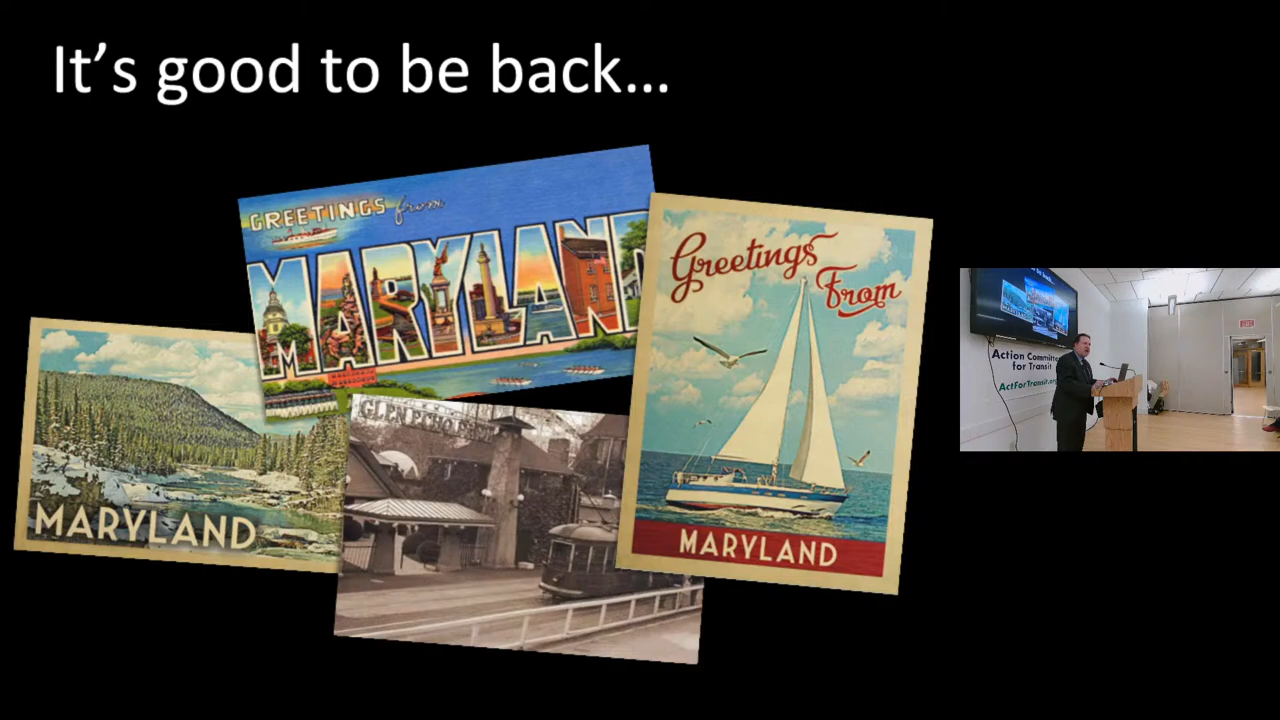 It's good to be back...
GREETINGS from
MARYLAND
Greetings
From
MARYLAND
MARYLAND
GLEN ECHO
Action Committee
for Transit
ActForTransit.org